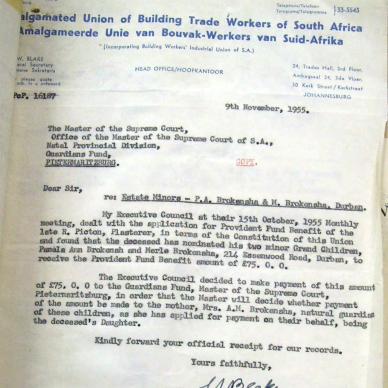 Telephone/Telefoon
33-5543
Amalgamated Union of Building Trade Workers of South Africa
Amalgameerde Unie van Bouvak-Werkers van Suid-Afrika
(Incorporating Building Workers' Industrial Union of S.A.)
W. BLAKE
HEAD OFFICE/HOOFKANTOOR
24, Trades Hall, 3rd Floor,
30 Kerk Street/Kerkstraat
JOHANNESBURG
PoP. 16187
9th November, 1955.
The Master of the Supreme Court,
Office of the Master of the Supreme Court of S.A.,
Natal Provincial Division,
Guardians Fund,
PIETERMARITZBURG.
COPY.
Dear Sir,
re: Estate Minors - P.A. Brokensha & M. Brokensha, Durban.
My Executive Council at their 15th October, 1955 Monthly
meeting, dealt with the application for Provident Fund Benefit of the
late R. Picton, Plasterer, in terms of the Constitution of this Union
and found that the deceased has nominated his two minor Grand Children,
Pamela Ann Brokensha and Merle Brokensha, 214 Essenwood Road, Durban, to
receive the Provident Fund Benefit amount of £75. 0. 0.
The Executive Council decided to make payment of this amount
of £75. 0. 0 to the Guardians Fund, Master of the Supreme Court,
Pietermaritzburg, in order that the Master will decide whether payment
of the amount be made to the mother, Mrs. A.M. Brokensha, natural guardian
of these children, as she has applied for payment on their behalf, being
the deceased's Daughter.
Kindly forward your official receipt for our records.
Yours faithfully,